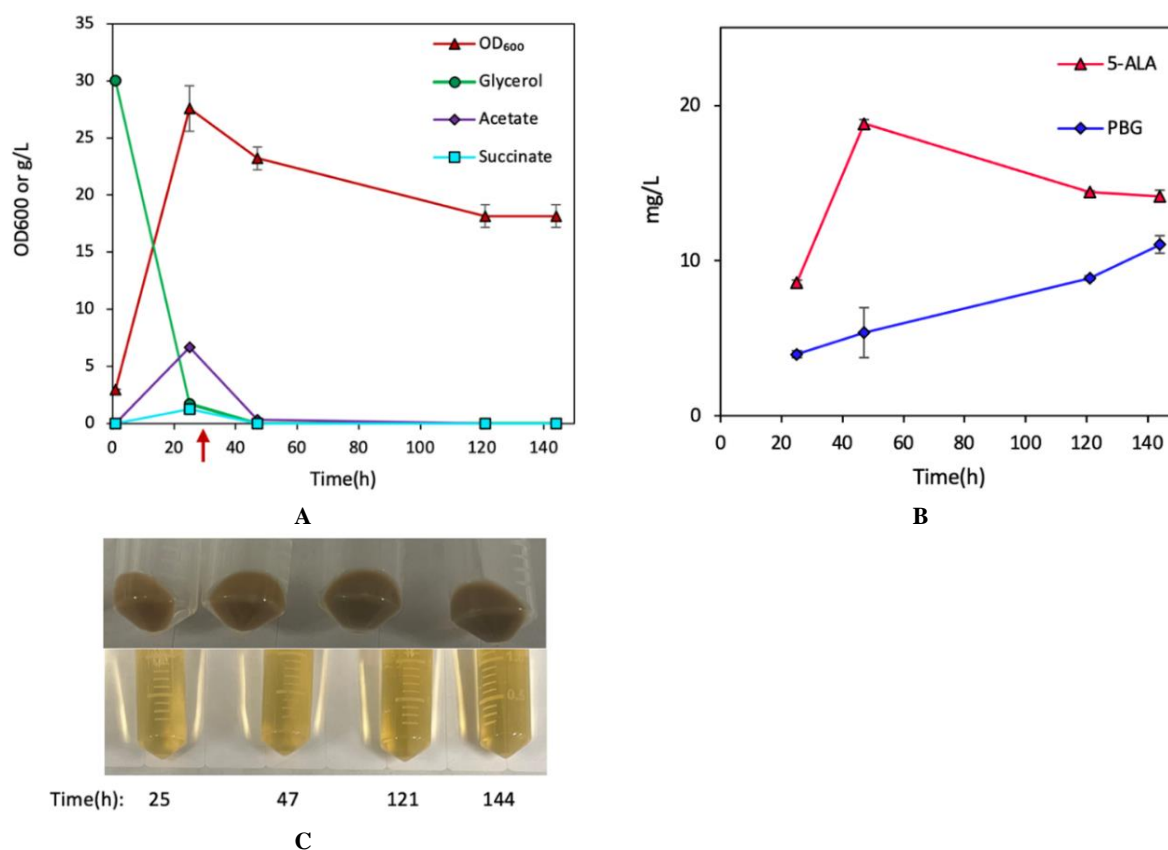 35
30
25
20
15
10
5
0
OD600 or g/L
OD₆₀₀
Glycerol
Acetate
Succinate
0 20 40 60 80 100 120 140
Time(h)
A
20
10
0
mg/L
5-ALA
PBG
0 20 40 60 80 100 120 140
Time(h)
B
0.5
Time(h): 25 47 121 144
C